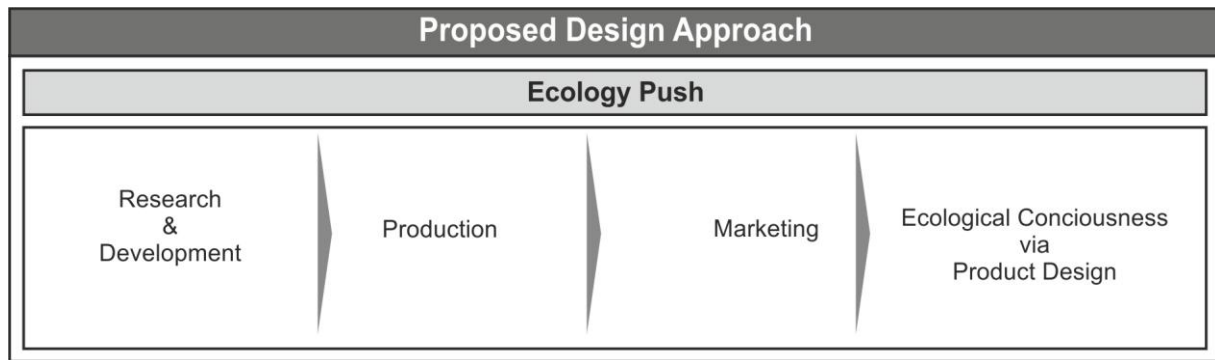 Proposed Design Approach
Ecology Push
Research
&
Development
Production
Marketing
Ecological Conciousness
via
Product Design